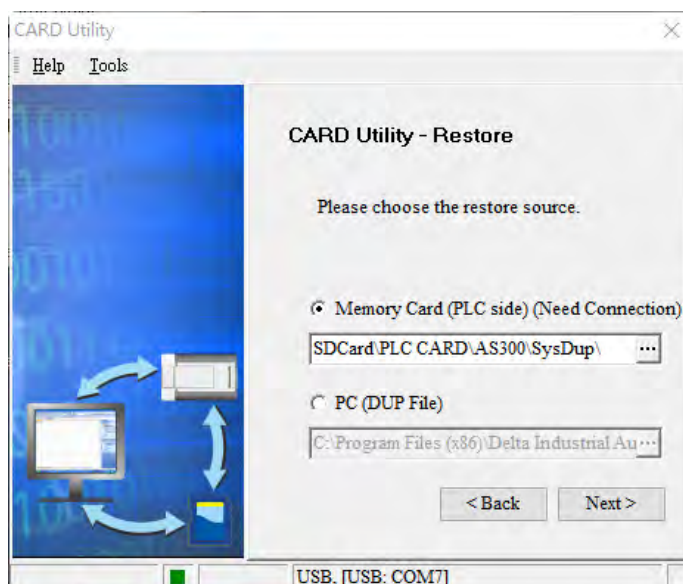 CARD Utility
Help Tools
CARD Utility - Restore
Please choose the restore source.
Memory Card (PLC side) (Need Connection)
SDCard\PLC CARD\AS300\SysDup\ ...
PC (DUP File)
C:\Program Files (x86)\Delta Industrial Au...
< Back Next >
USB, [USB: COM7]